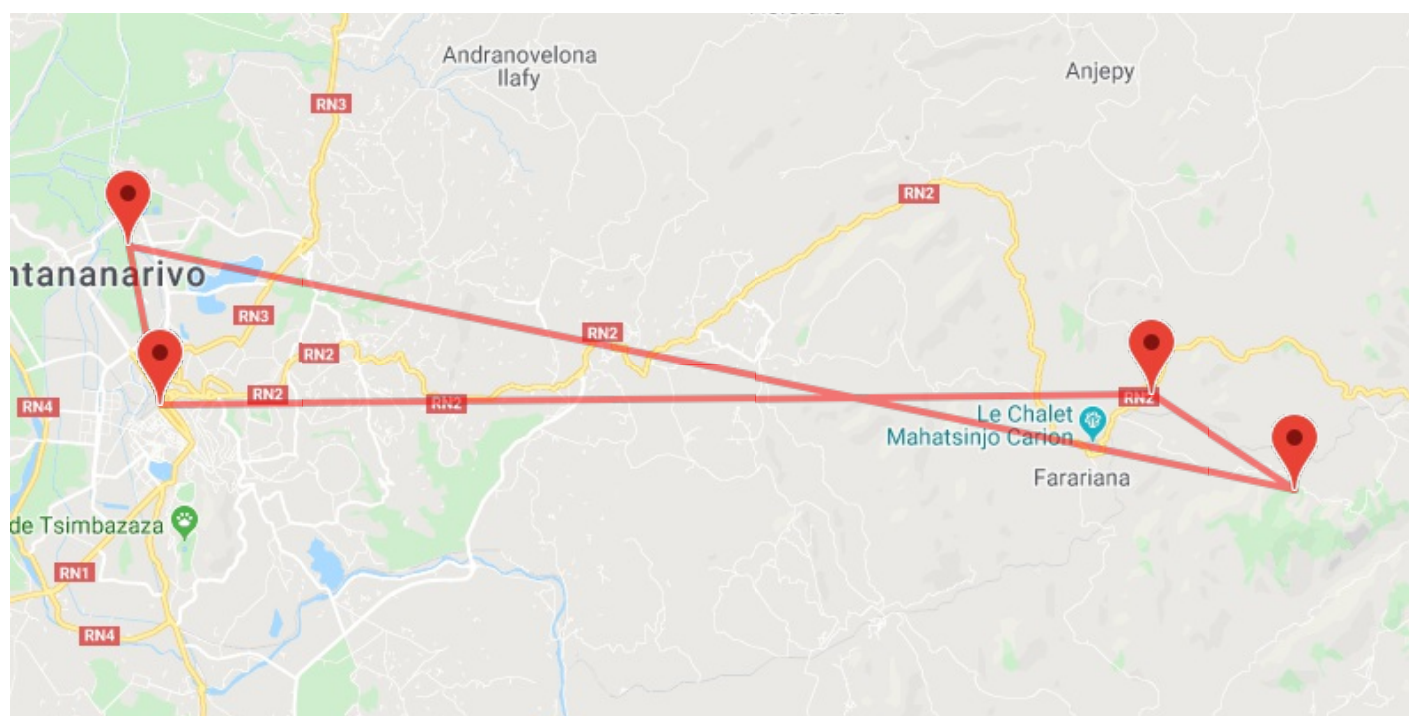 Andranovelona
Ilafy
Anjepy
RN3
RN2
ntananarivo
RN3
RN2
RN2
RN2
RN2
RN2
RN4
Le Chalet
Mahatsinjo Carion
Farariana
de Tsimbazaza
RN1
RN4